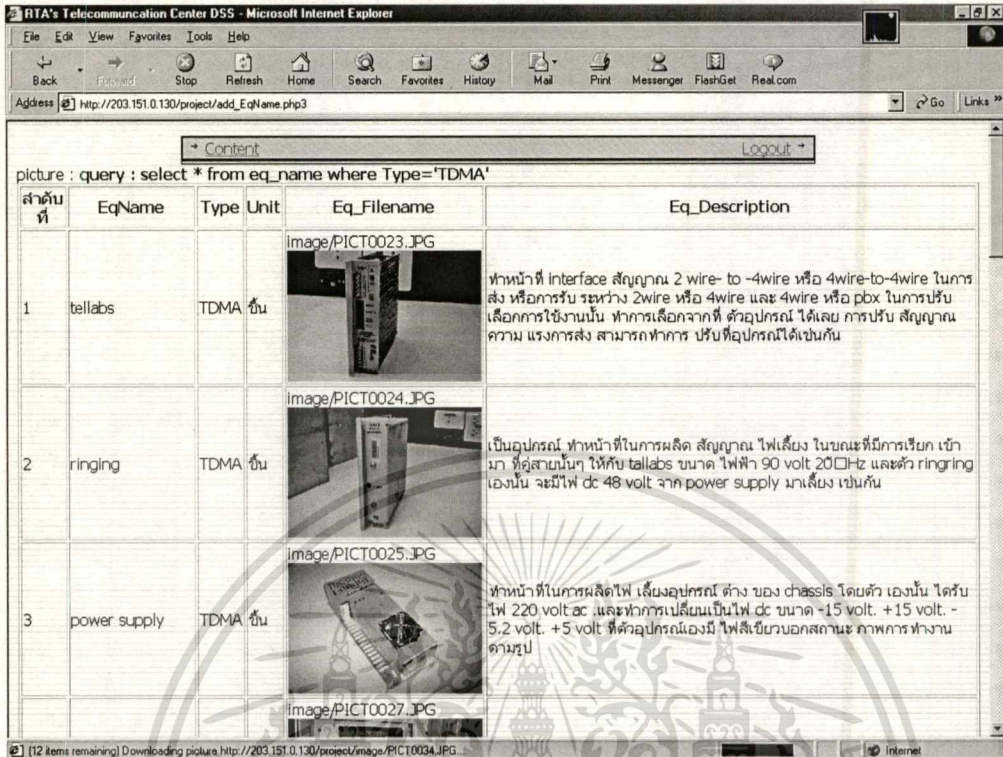 RTA's Telecommuncation Center DSS - Microsoft Internet Explorer
File Edit View Favorites Tools Help
Back Forward Stop Refresh Home Search Favorites History Mail Print Messenger FlashGet Real.com
Address http://203.151.0.130/project/add_EqName.php3 Go Links »
Content Logout
picture : query : select * from eq_name where Type='TDMA'
ลำดับ
ที่ EqName Type Unit Eq_Filename Eq_Description
1 tellabs TDMA ชิ้น image/PICT0023.JPG
ทำหน้าที่ interface สัญญาณ 2 wire- to -4wire หรือ 4wire-to-4wire ในการ
ส่ง หรือการรับ ระหว่าง 2wire หรือ 4wire และ 4wire หรือ pbx ในการปรับ
เลือกการใช้งานนั้น ทำการเลือกจากที่ ตัวอุปกรณ์ ได้เลย การปรับ สัญญาณ
ความ แรงการส่ง สามารถทำการ ปรับที่อุปกรณ์ได้เช่นกัน
2 ringing TDMA ชิ้น image/PICT0024.JPG
เป็นอุปกรณ์ ทำหน้าที่ในการผลิต สัญญาณ ไฟเลี้ยง ในขณะที่มีการเรียก เข้า
มา ที่คู่สายนั้นๆ ให้กับ tallabs ขนาด ไฟฟ้า 90 volt 20□Hz และตัว ringring
เองนั้น จะมีไฟ dc 48 volt จาก power supply มาเลี้ยง เช่นกัน
3 power supply TDMA ชิ้น image/PICT0025.JPG
ทำหน้าที่ในการผลิตไฟ เลี้ยงอุปกรณ์ ต่าง ของ chassis โดยตัว เองนั้น ได้รับ
ไฟ 220 volt ac .และทำการเปลี่ยนเป็นไฟ dc ขนาด -15 volt. +15 volt. -
5.2 volt. +5 volt ที่ตัวอุปกรณ์เองมี ไฟสีเขียวบอกสถานะ ภาพการทำงาน
ตามรูป
image/PICT0027.JPG
(12 items remaining) Downloading picture http://203.151.0.130/project/image/PICT0034.JPG... Internet